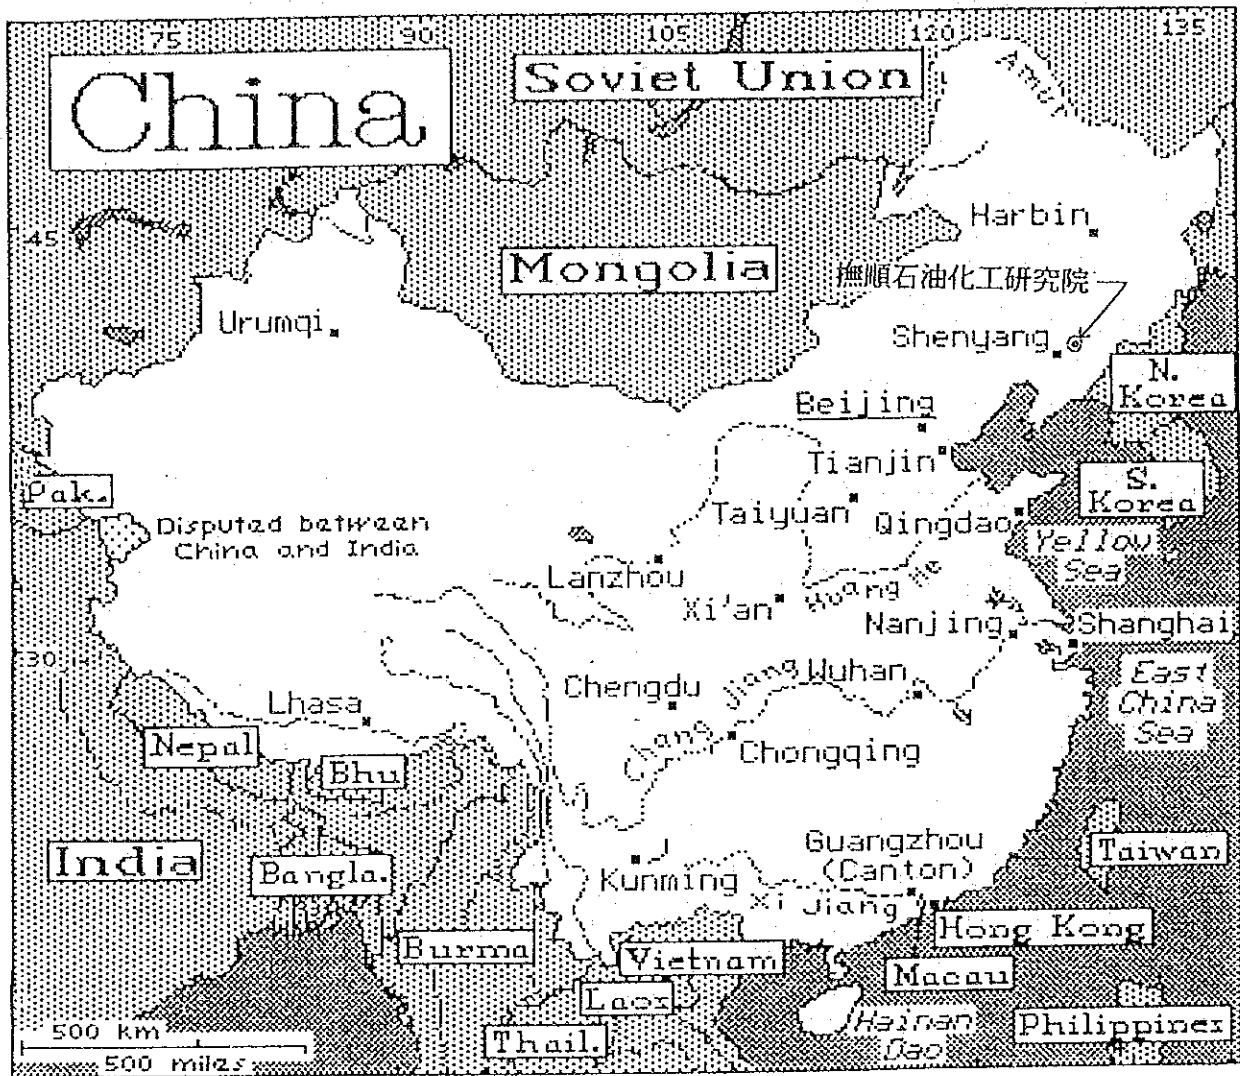 75
90
105
120
135
China
Soviet Union
Amur
45
Harbin
Mongolia
撫順石油化工研究院
Urumqi
Shenyang
N.
Korea
Beijing
Tianjin
Pak.
S.
Korea
Taiyuan
Qingdao
Disputed between
China and India
Yellow
Sea
Lanzhou
Xi'an
Huang He
Nanjing
Shanghai
30
Chengdu
Chang Jiang
Wuhan
East
China
Sea
Lhasa
Nepal
Bhu
Chongqing
India
Bangla.
Kunming
Guangzhou
(Canton)
Xi Jiang
Taiwan
Burma
Vietnam
Hong Kong
Macau
Laos
Thail.
Hainan
Dao
Philippines
500 km
500 miles